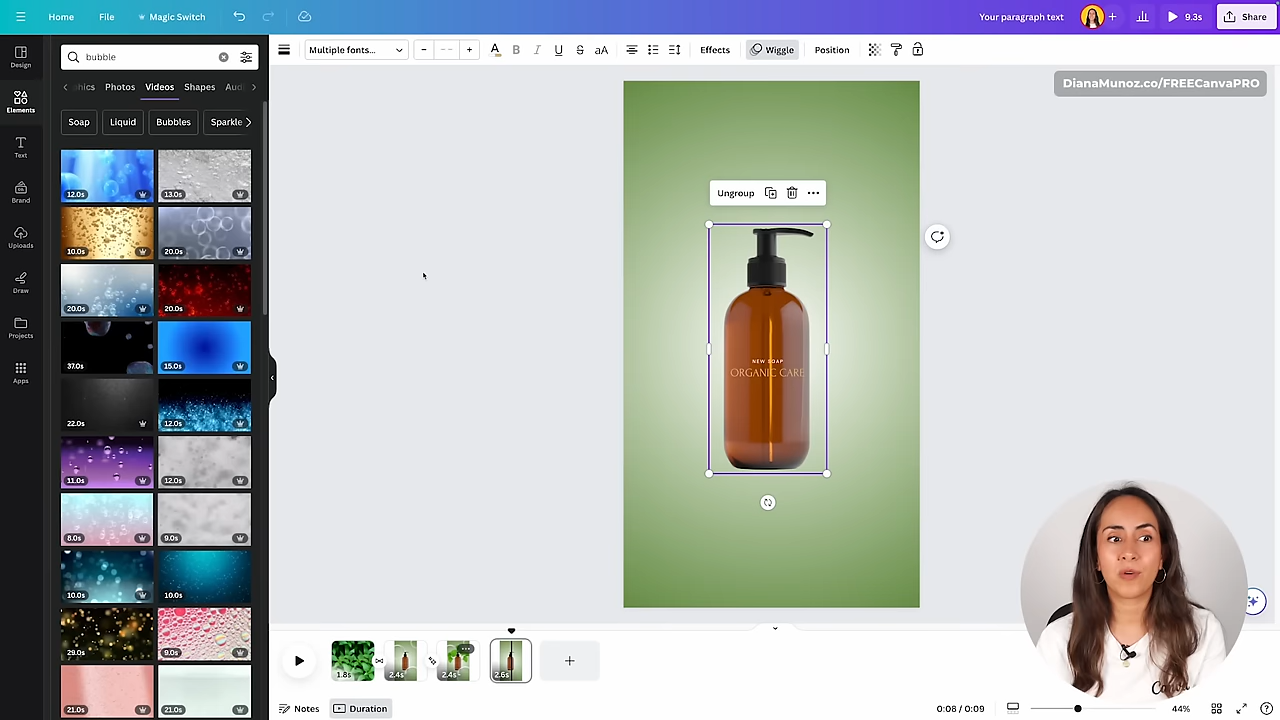 Home File Magic Switch Your paragraph text 9.3s Share
Design
Elements
Text
Brand
Uploads
Draw
Projects
Apps
bubble
hics Photos Videos Shapes Aud
Soap Liquid Bubbles Sparkle
12.0s 13.0s
10.0s 20.0s
20.0s 20.0s
37.0s 15.0s
22.0s 12.0s
11.0s 12.0s
8.0s 9.0s
10.0s 10.0s
29.0s 9.0s
21.0s 21.0s
Multiple fonts... A B I U S aA Effects Wiggle Position
DianaMunoz.co/FREECanvaPRO
Ungroup
NEW SOAP
ORGANIC CARE
1.8s 2.4s 2.4s 2.6s
Notes Duration 0:08 / 0:09 44%